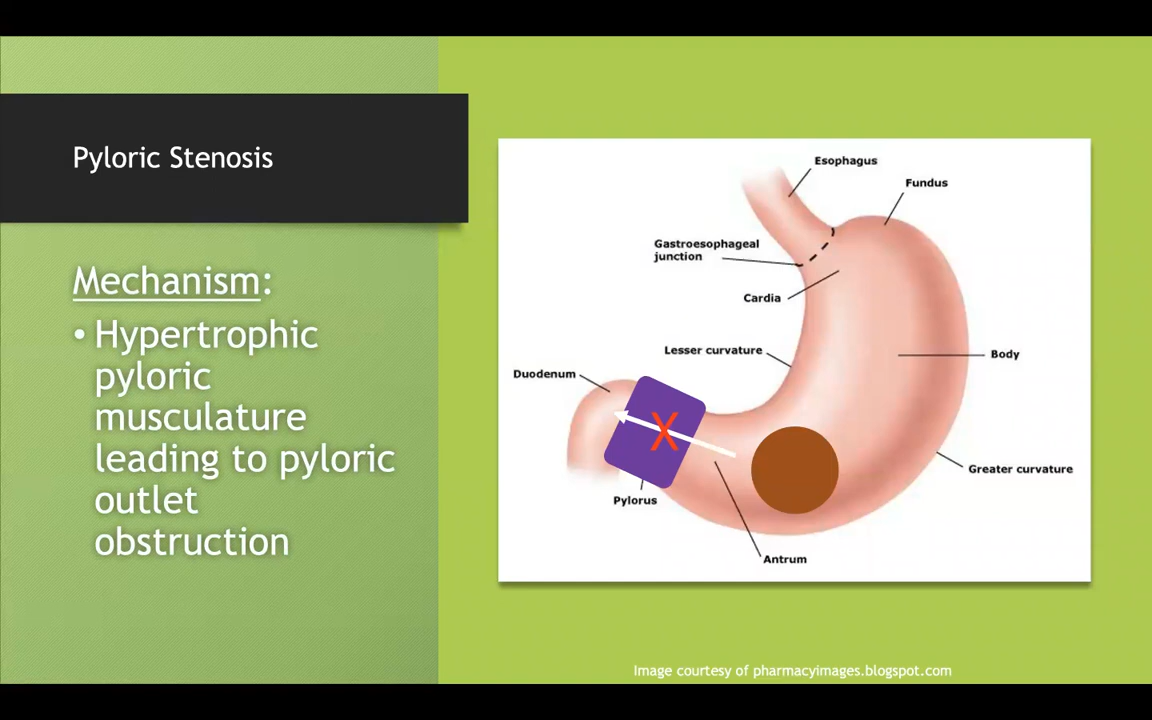 Pyloric Stenosis
Mechanism:
• Hypertrophic
pyloric
musculature
leading to pyloric
outlet
obstruction
Esophagus
Fundus
Gastroesophageal
junction
Cardia
Lesser curvature
Body
Duodenum
X
Greater curvature
Pylorus
Antrum
Image courtesy of pharmacyimages.blogspot.com